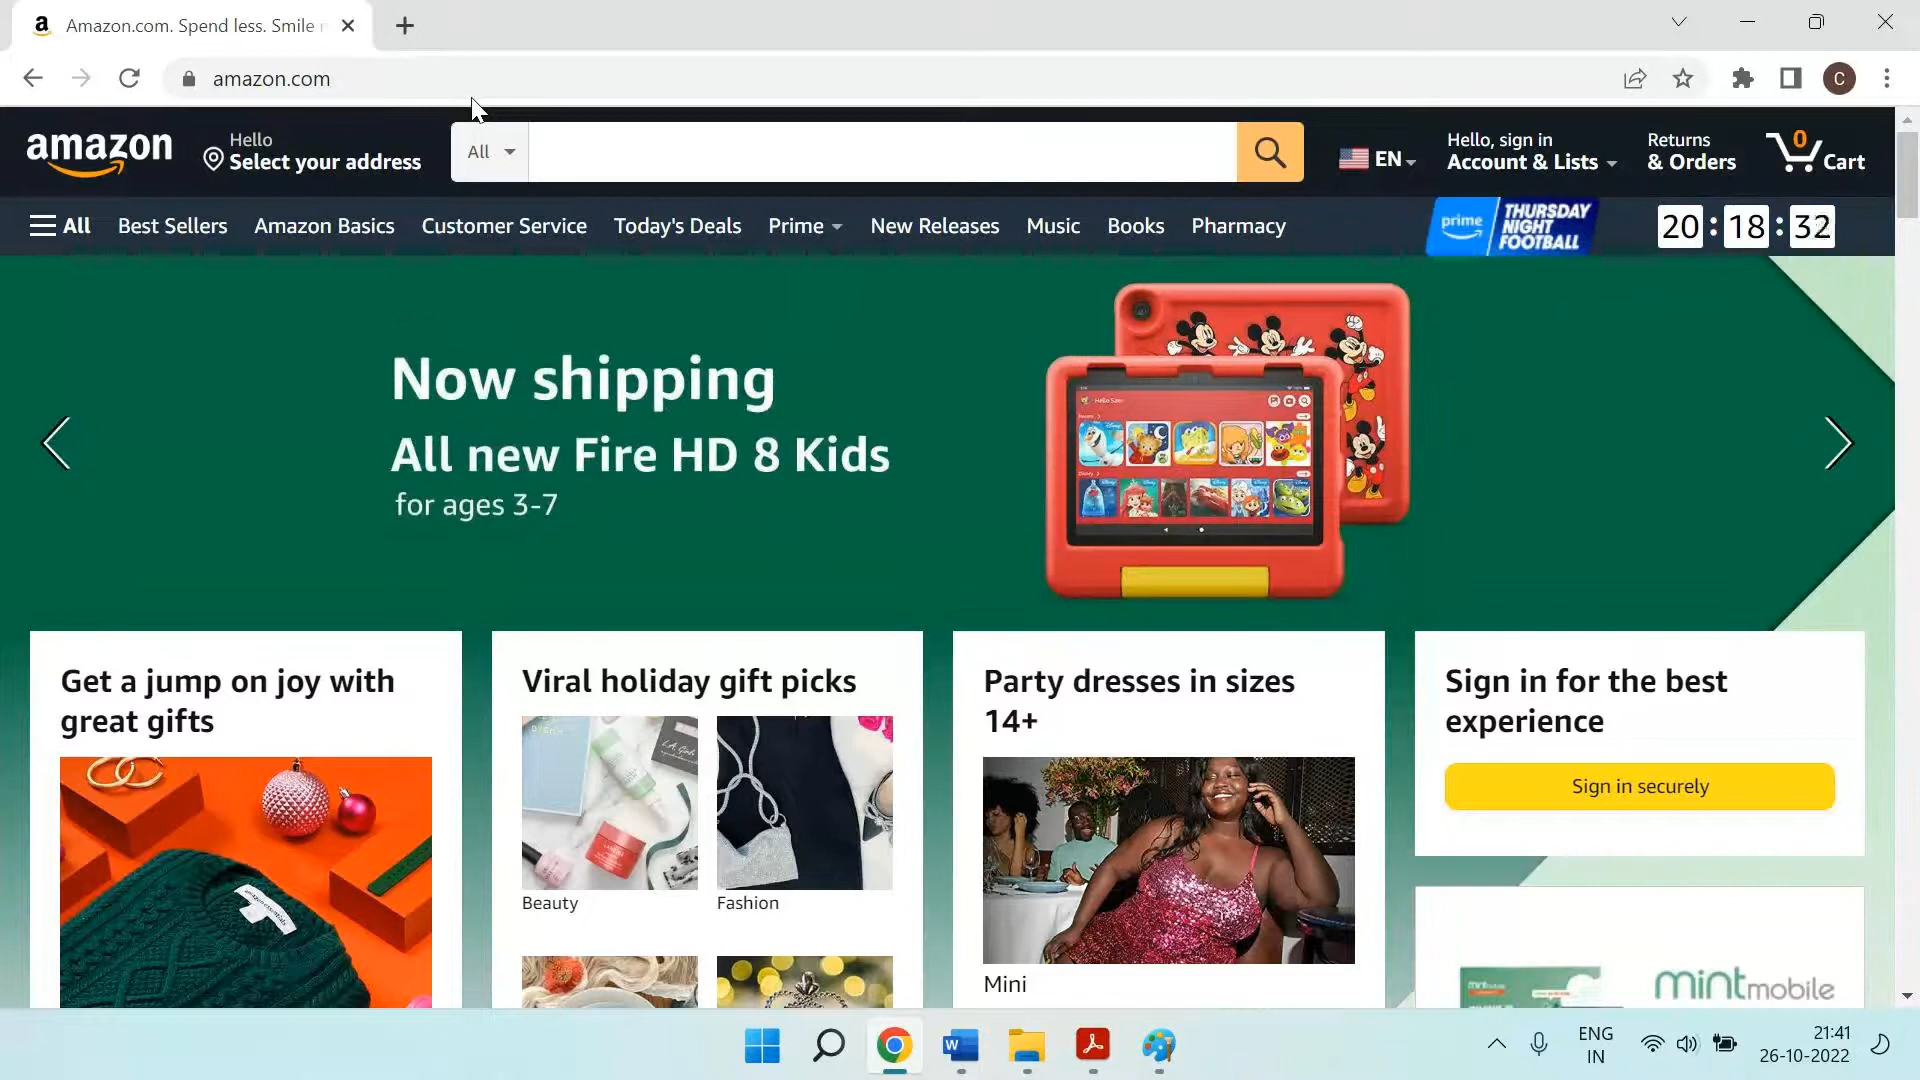 Amazon.com. Spend less. Smile
amazon.com
C
amazon
Hello
Select your address
All
EN
Hello, sign in
Account & Lists
Returns
& Orders
0
Cart
All
Best Sellers
Amazon Basics
Customer Service
Today's Deals
Prime
New Releases
Music
Books
Pharmacy
prime
THURSDAY
NIGHT
FOOTBALL
20 : 18 : 32
Now shipping
All new Fire HD 8 Kids
for ages 3-7
Get a jump on joy with
great gifts
Viral holiday gift picks
Beauty
Fashion
Party dresses in sizes
14+
Mini
Sign in for the best
experience
Sign in securely
mintmobile
ENG
IN
21:41
26-10-2022